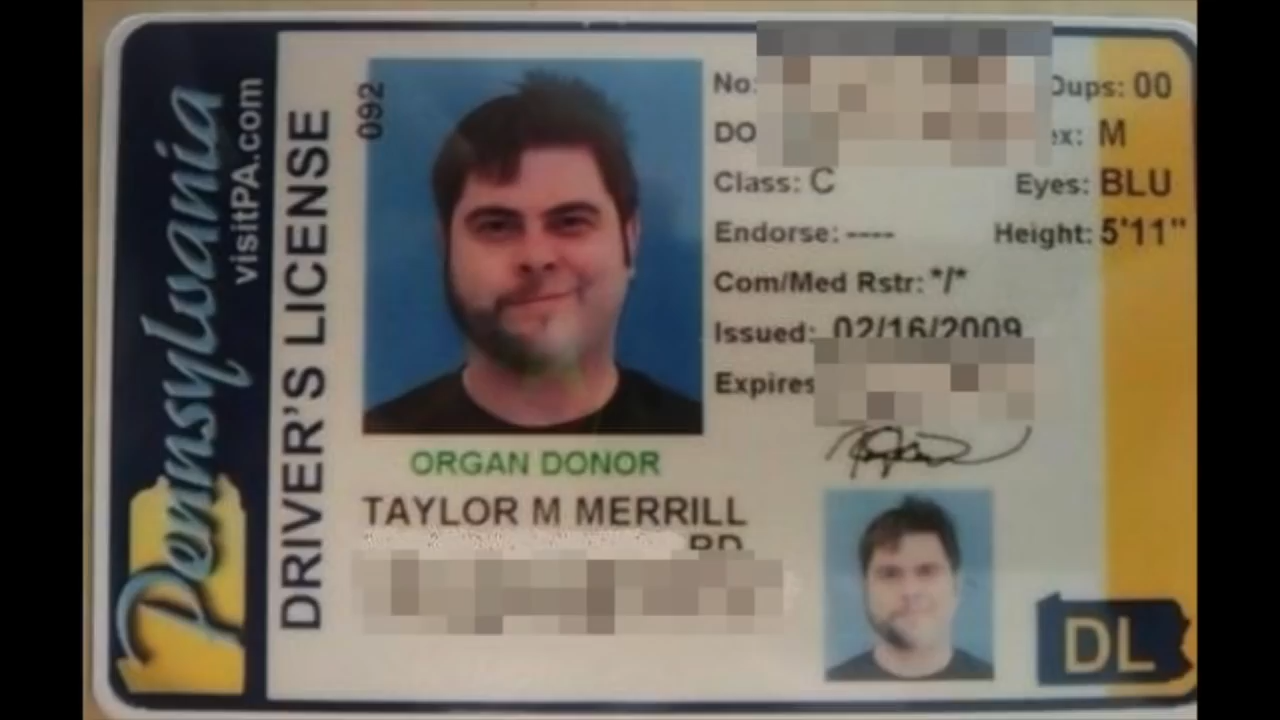 Pennsylvania
visitPA.com
DRIVER'S LICENSE
092
No:
Dups: 00
DO
ex: M
Class: C
Eyes: BLU
Endorse: ----
Height: 5'11"
Com/Med Rstr: */*
Issued: 02/16/2009
Expires
ORGAN DONOR
TAYLOR M MERRILL
RD
DL